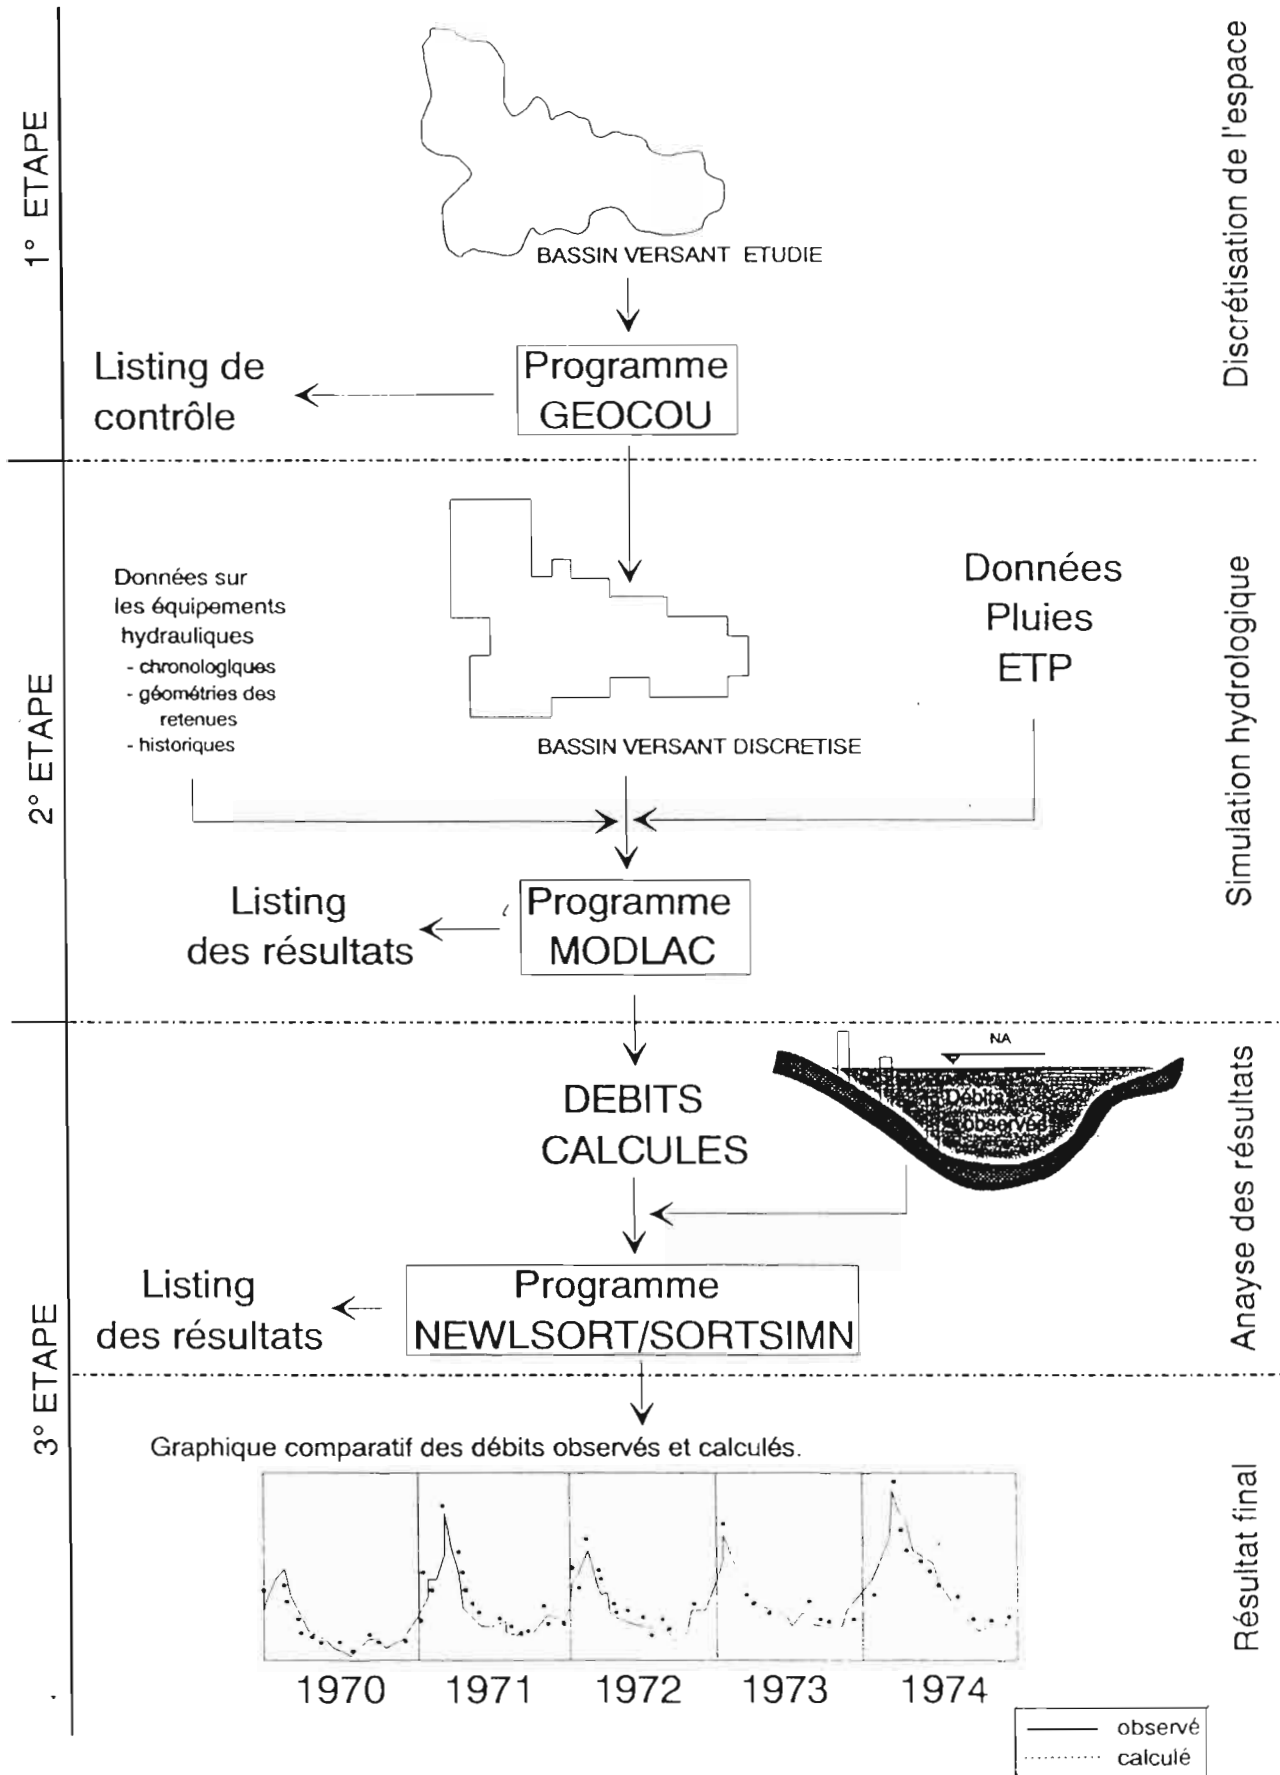 1° ETAPE
Discrétisation de l'espace
BASSIN VERSANT ETUDIE
Listing de
contrôle
Programme
GEOCOU
2° ETAPE
Simulation hydrologique
Données sur
les équipements
hydrauliques
- chronologiques
- géométries des
retenues
- historiques
Données
Pluies
ETP
BASSIN VERSANT DISCRETISE
Listing
des résultats
Programme
MODLAC
3° ETAPE
Anayse des résultats
NA
Débits
observés
DEBITS
CALCULES
Listing
des résultats
Programme
NEWLSORT/SORTSIMN
Résultat final
Graphique comparatif des débits observés et calculés.
1970 1971 1972 1973 1974
observé
calculé